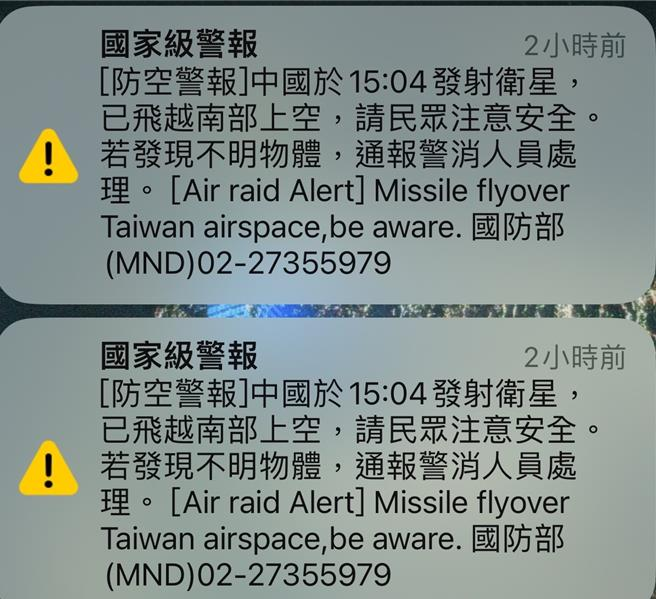 國家級警報 2小時前
[防空警報]中國於15:04發射衛星，
已飛越南部上空，請民眾注意安全。
若發現不明物體，通報警消人員處
理。[Air raid Alert] Missile flyover
Taiwan airspace,be aware. 國防部
(MND)02-27355979
國家級警報 2小時前
[防空警報]中國於15:04發射衛星，
已飛越南部上空，請民眾注意安全。
若發現不明物體，通報警消人員處
理。[Air raid Alert] Missile flyover
Taiwan airspace,be aware. 國防部
(MND)02-27355979